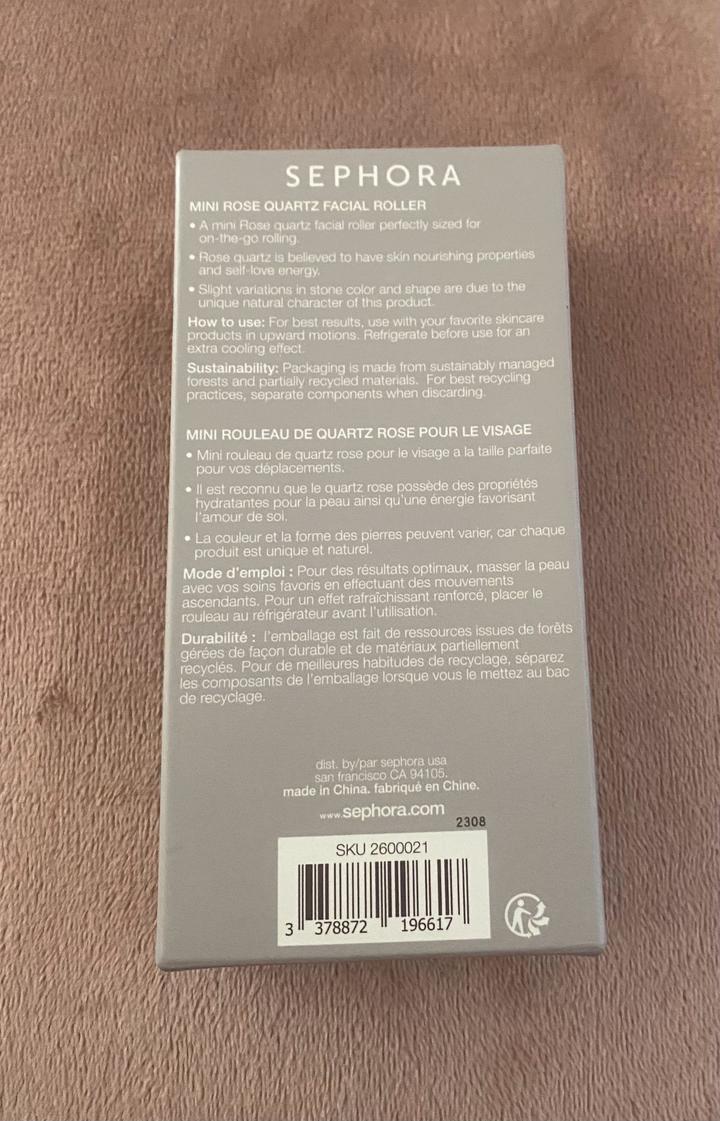 SEPHORA
MINI ROSE QUARTZ FACIAL ROLLER
• A mini Rose quartz facial roller perfectly sized for
on-the-go rolling.
• Rose quartz is believed to have skin nourishing properties
and self-love energy.
• Slight variations in stone color and shape are due to the
unique natural character of this product.
How to use: For best results, use with your favorite skincare
products in upward motions. Refrigerate before use for an
extra cooling effect.
Sustainability: Packaging is made from sustainably managed
forests and partially recycled materials. For best recycling
practices, separate components when discarding.
MINI ROULEAU DE QUARTZ ROSE POUR LE VISAGE
• Mini rouleau de quartz rose pour le visage a la taille parfaite
pour vos déplacements.
• Il est reconnu que le quartz rose possède des propriétés
hydratantes pour la peau ainsi qu'une énergie favorisant
l'amour de soi.
• La couleur et la forme des pierres peuvent varier, car chaque
produit est unique et naturel.
Mode d'emploi : Pour des résultats optimaux, masser la peau
avec vos soins favoris en effectuant des mouvements
ascendants. Pour un effet rafraîchissant renforcé, placer le
rouleau au réfrigérateur avant l'utilisation.
Durabilité : l'emballage est fait de ressources issues de forêts
gérées de façon durable et de matériaux partiellement
recyclés. Pour de meilleures habitudes de recyclage, séparez
les composants de l'emballage lorsque vous le mettez au bac
de recyclage.
dist. by/par sephora usa
san francisco CA 94105.
made in China. fabriqué en Chine.
www.sephora.com
2308
SKU 2600021
3 378872 196617